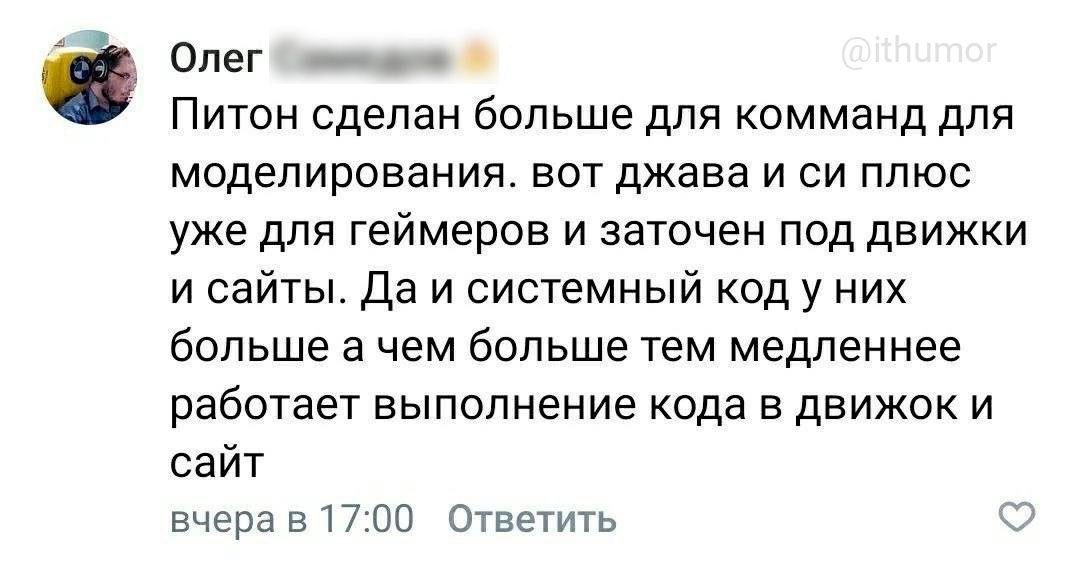 Олег
@ithumor
Питон сделан больше для комманд для
моделирования. вот джава и си плюс
уже для геймеров и заточен под движки
и сайты. Да и системный код у них
больше а чем больше тем медленнее
работает выполнение кода в движок и
сайт
вчера в 17:00 Ответить